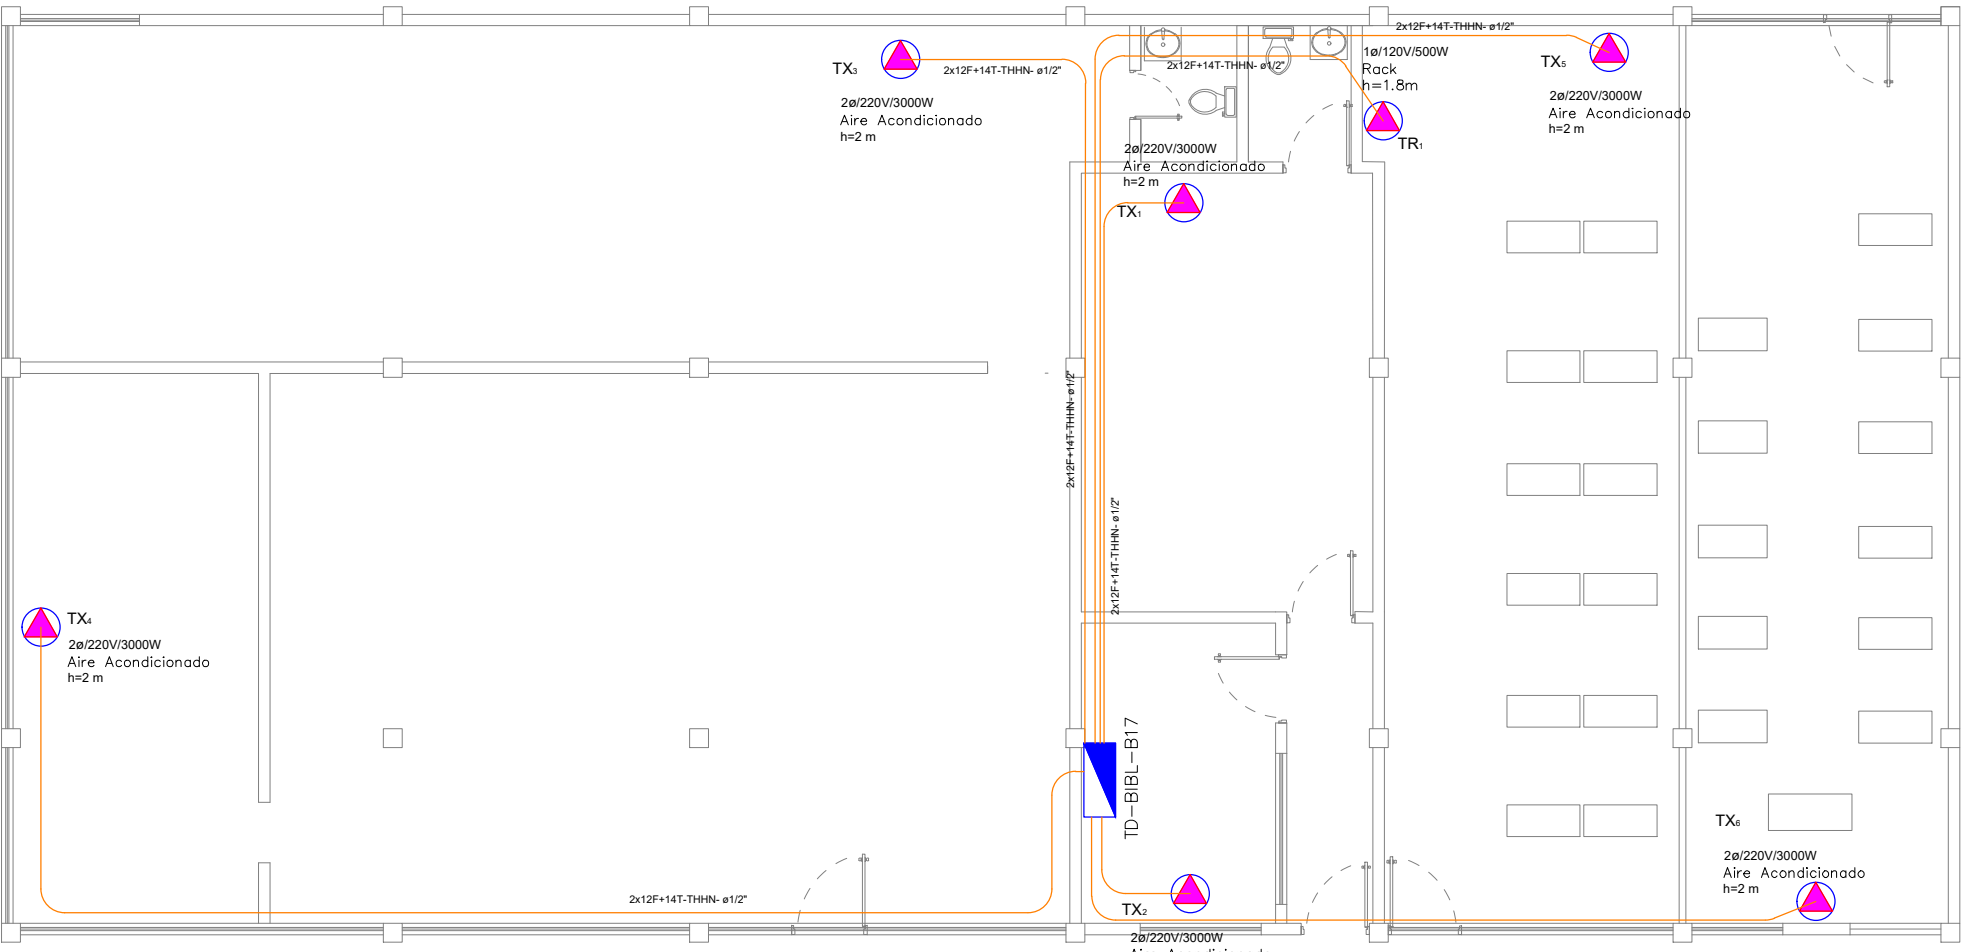 2x12F+14T-THHN- ø1/2"
TX3
2x12F+14T-THHN- ø1/2"
2ø/220V/3000W
Aire Acondicionado
h=2 m
2x12F+14T-THHN- ø1/2"
1ø/120V/500W
Rack
h=1.8m
TR1
TX5
2ø/220V/3000W
Aire Acondicionado
h=2 m
2ø/220V/3000W
Aire Acondicionado
h=2 m
TX1
2x12F+14T-THHN- ø1/2"
2x12F+14T-THHN- ø1/2"
TX4
2ø/220V/3000W
Aire Acondicionado
h=2 m
TD-BIBL-B17
TX6
2ø/220V/3000W
Aire Acondicionado
h=2 m
2x12F+14T-THHN- ø1/2"
TX2
2ø/220V/3000W
Aire Acondicionado